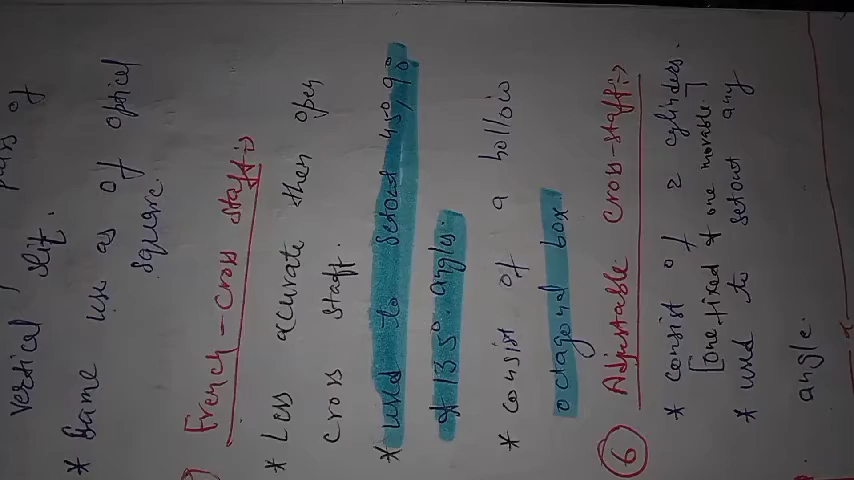 vertical slit.
* Same use as of optical
square.
French-Cross staff:-
* Less accurate then open
cross staff.
* used to setout 45°, 90°
& 135° angles.
* consist of a hollow
octagonal box.
6 Adjustable cross-staff:-
* consist of 2 cylinders.
[one fixed & one movable.]
* used to setout any
angle.